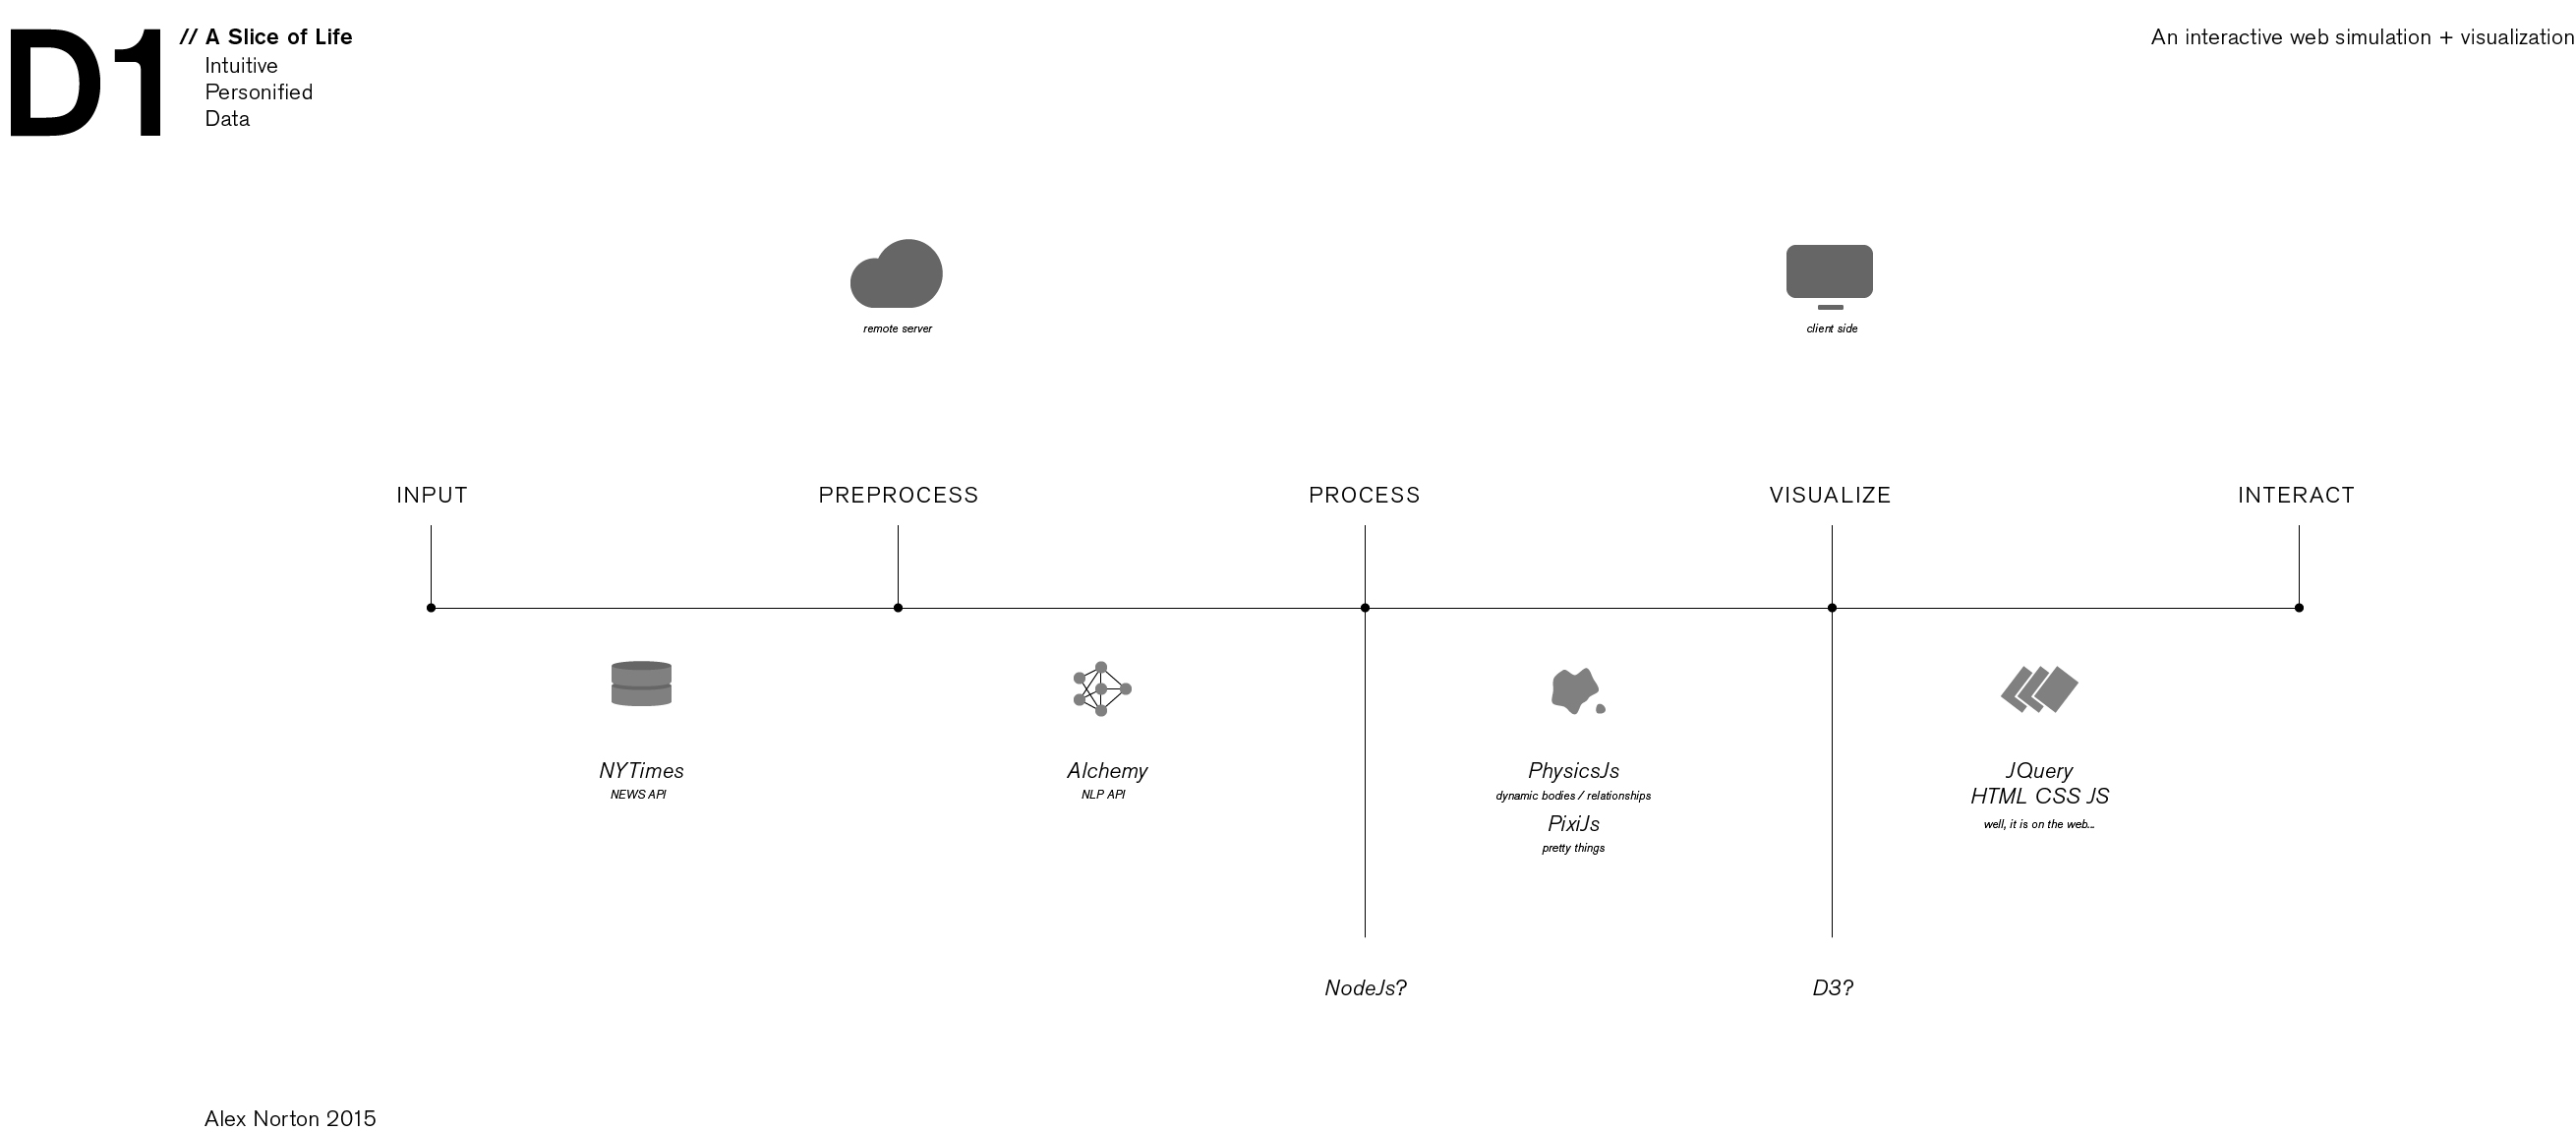 D1
// A Slice of Life
Intuitive
Personified
Data
An interactive web simulation + visualization
remote server
client side
INPUT
PREPROCESS
PROCESS
VISUALIZE
INTERACT
NYTimes
NEWS API
Alchemy
NLP API
PhysicsJs
dynamic bodies / relationships
PixiJs
pretty things
JQuery
HTML CSS JS
well, it is on the web...
NodeJs?
D3?
Alex Norton 2015